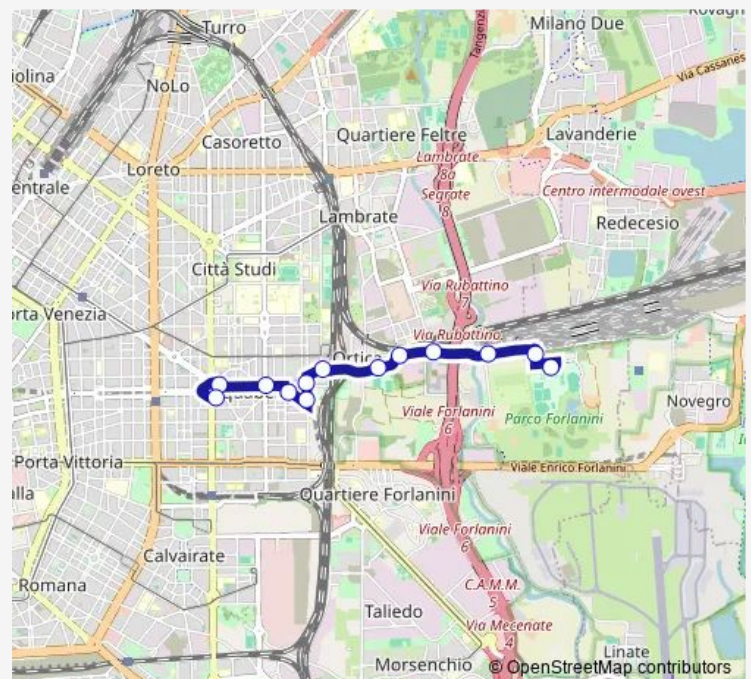 Rovagn
Turro
Milano Due
iolina
NoLo
Tangenzi
Via Cassanes
Casoretto
Quartiere Feltre
Lavanderie
Lambrate
8a
Segrate
8
Loreto
entrale
Centro intermodale ovest
Lambrate
Redecesio
Città Studi
Via Rubattino
7
orta Venezia
Via Rubattino
Ortica
Novegro
Viale Forlanini
6
Parco Forlanini
Porta Vittoria
Viale Enrico Forlanini
alla
Quartiere Forlanini
Viale Forlanini
6
Calvairate
C.A.M.M.
5
Romana
Taliedo
Via Mecenate
4
Linate
Morsenchio
© OpenStreetMap contributors